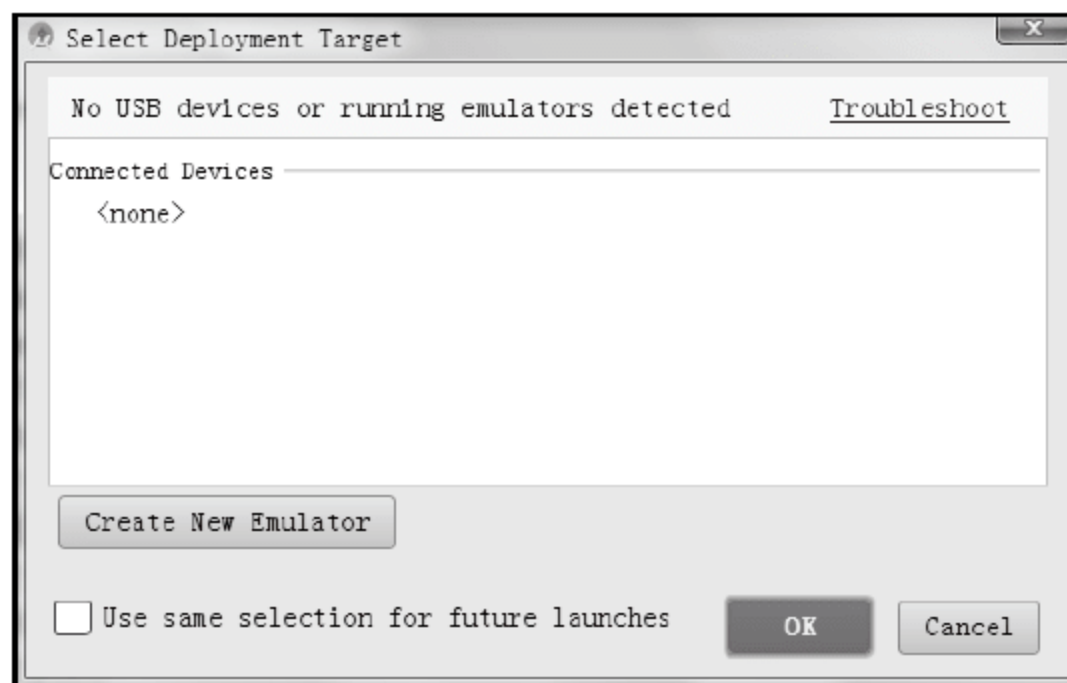 Select Deployment Target
No USB devices or running emulators detected Troubleshoot
Connected Devices
<none>
Create New Emulator
Use same selection for future launches OK Cancel